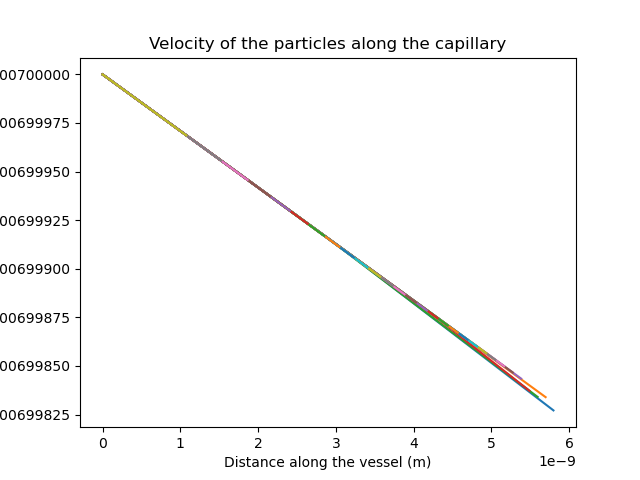 Velocity of the particles along the capillary
00700000
00699975
00699950
00699925
00699900
00699875
00699850
00699825
0 1 2 3 4 5 6
1e−9
Distance along the vessel (m)